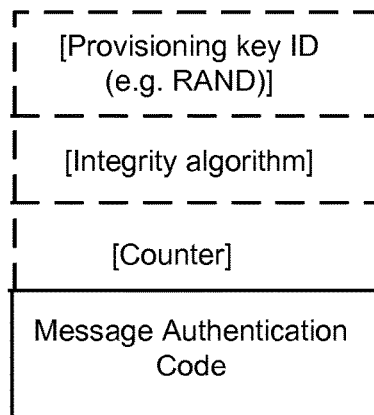 [Provisioning key ID
(e.g. RAND)]
[Integrity algorithm]
[Counter]
Message Authentication
Code